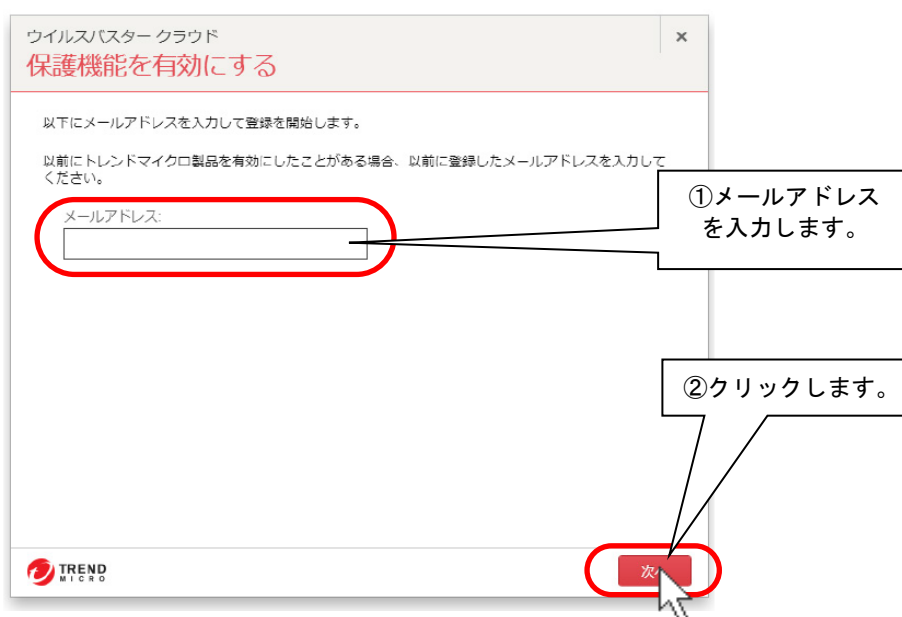 ウイルスバスター クラウド
×
保護機能を有効にする
以下にメールアドレスを入力して登録を開始します。
以前にトレンドマイクロ製品を有効にしたことがある場合、以前に登録したメールアドレスを入力して
ください。
メールアドレス:
①メールアドレス
を入力します。
②クリックします。
TREND
MICRO
次へ